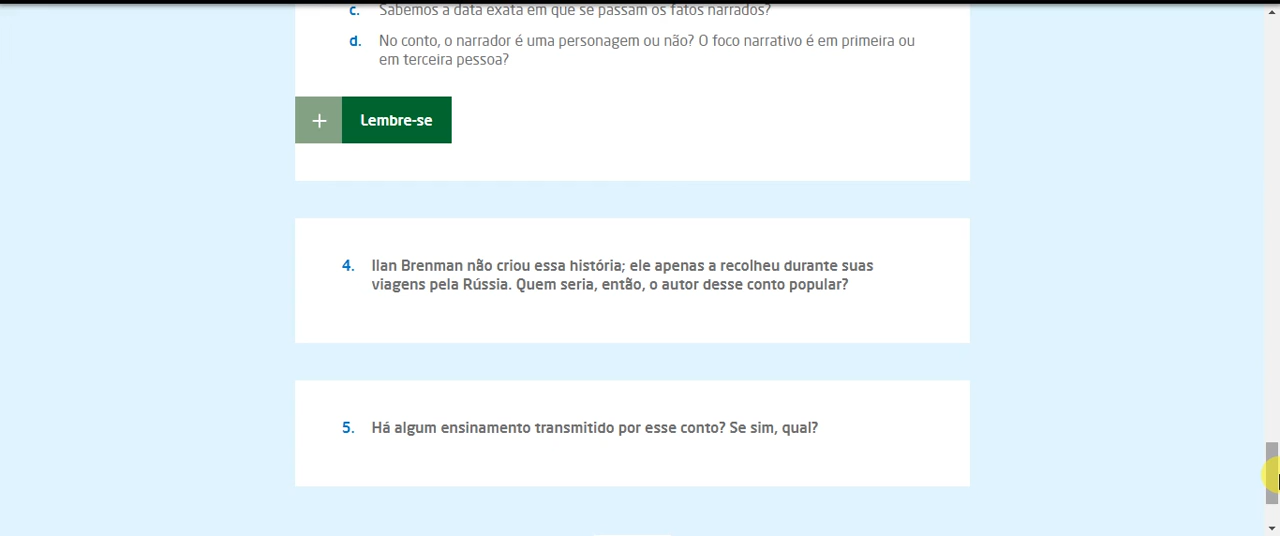 c. Sabemos a data exata em que se passam os fatos narrados?
d. No conto, o narrador é uma personagem ou não? O foco narrativo é em primeira ou
em terceira pessoa?
+ Lembre-se
4. Ilan Brenman não criou essa história; ele apenas a recolheu durante suas
viagens pela Rússia. Quem seria, então, o autor desse conto popular?
5. Há algum ensinamento transmitido por esse conto? Se sim, qual?